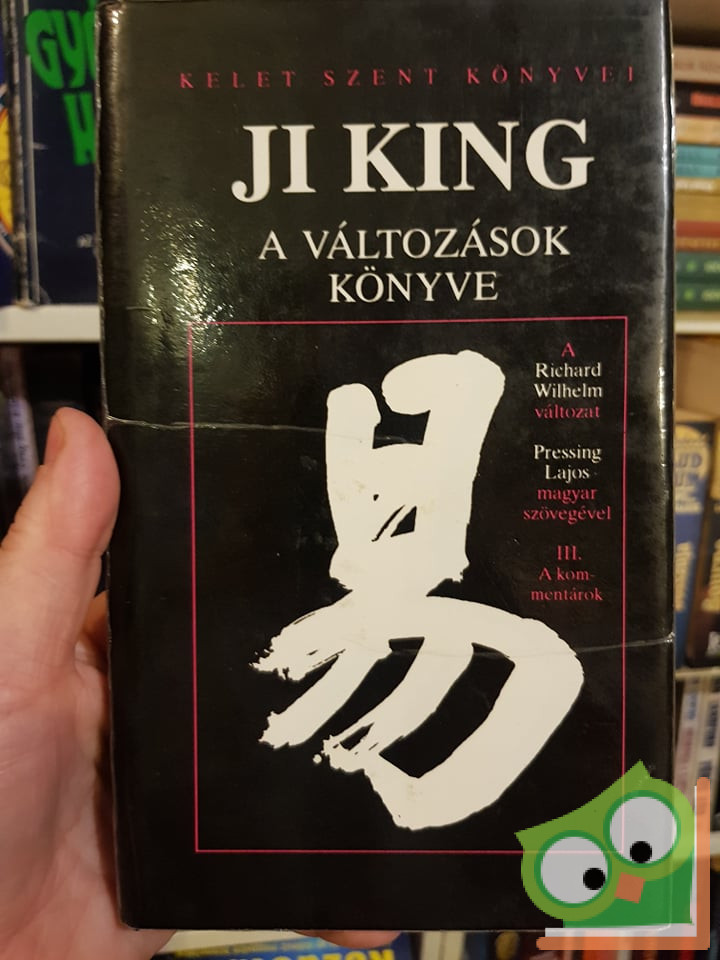 KELET SZENT KÖNYVEI
JI KING
A VÁLTOZÁSOK
KÖNYVE
易
A
Richard
Wilhelm
változat
Pressing
Lajos
magyar
szövegével
III.
A kom-
mentárok